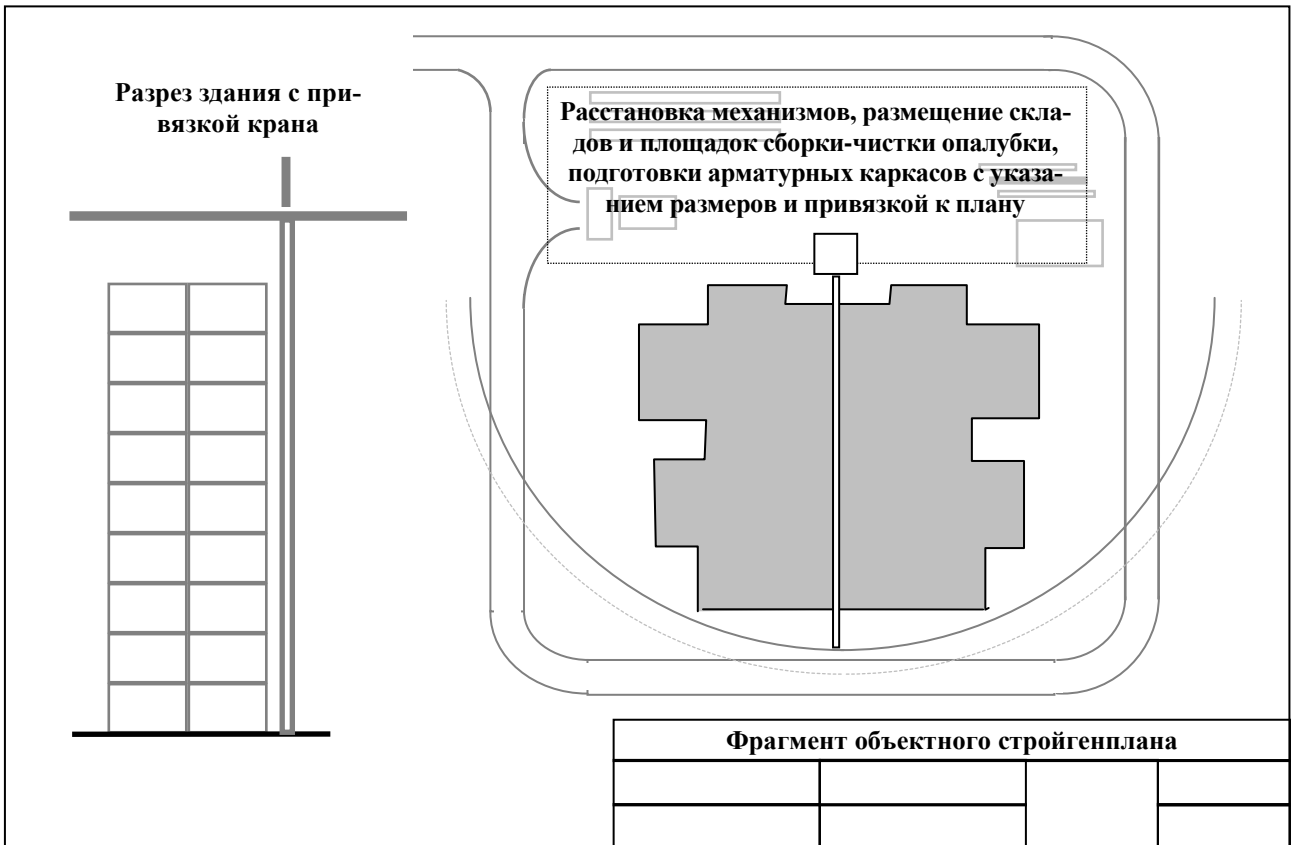 Разрез здания с при-
вязкой крана
Расстановка механизмов, размещение скла-
дов и площадок сборки-чистки опалубки,
подготовки арматурных каркасов с указа-
нием размеров и привязкой к плану
Фрагмент объектного стройгенплана